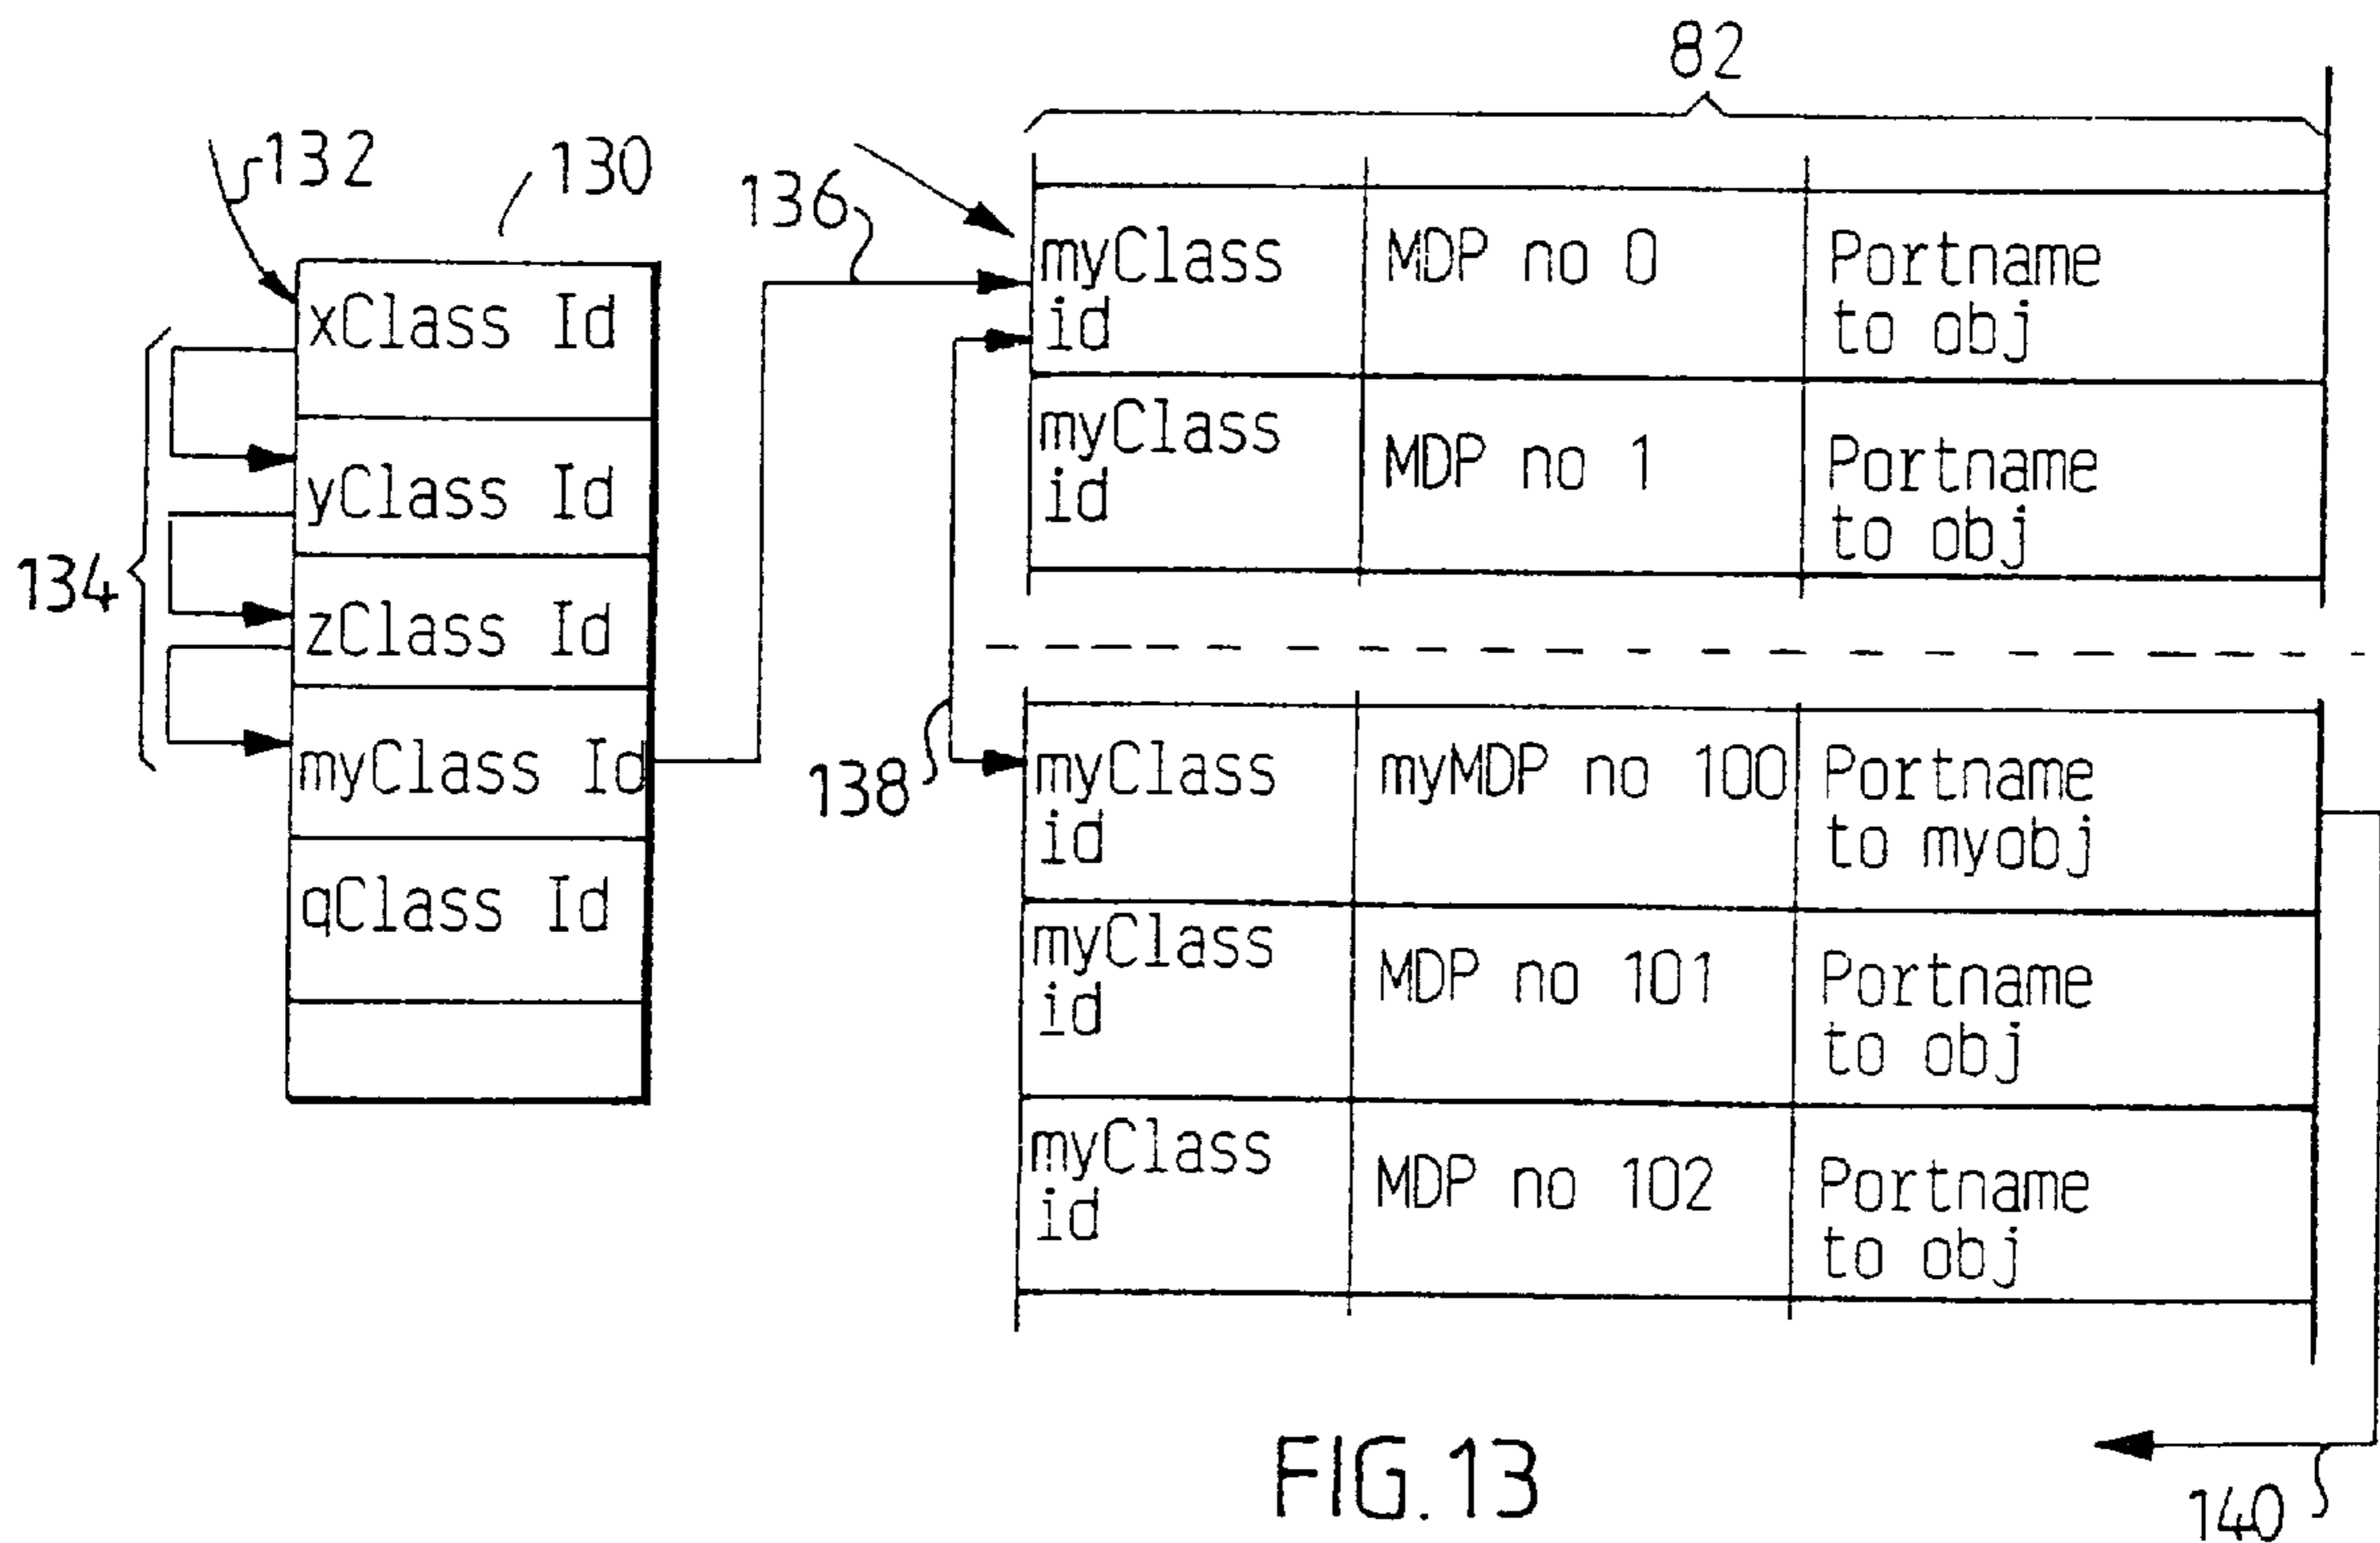 82
132
130
136
xClass Id
yClass Id
zClass Id
myClass Id
qClass Id
134
138
myClass
id
MDP no 0
Portname
to obj
myClass
id
MDP no 1
Portname
to obj
myClass
id
myMDP no 100
Portname
to myobj
myClass
id
MDP no 101
Portname
to obj
myClass
id
MDP no 102
Portname
to obj
140
FIG.13